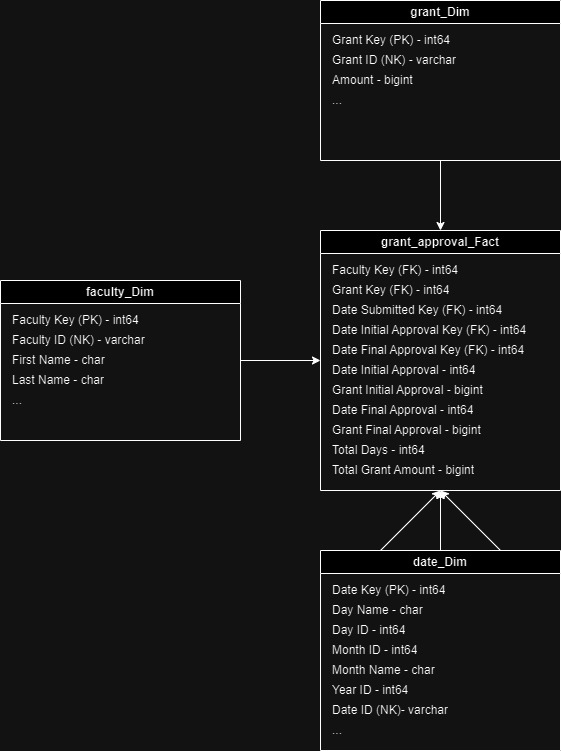 grant_Dim
Grant Key (PK) - int64
Grant ID (NK) - varchar
Amount - bigint
...
grant_approval_Fact
Faculty Key (FK) - int64
Grant Key (FK) - int64
Date Submitted Key (FK) - int64
Date Initial Approval Key (FK) - int64
Date Final Approval Key (FK) - int64
Date Initial Approval - int64
Grant Initial Approval - bigint
Date Final Approval - int64
Grant Final Approval - bigint
Total Days - int64
Total Grant Amount - bigint
faculty_Dim
Faculty Key (PK) - int64
Faculty ID (NK) - varchar
First Name - char
Last Name - char
...
date_Dim
Date Key (PK) - int64
Day Name - char
Day ID - int64
Month ID - int64
Month Name - char
Year ID - int64
Date ID (NK)- varchar
...